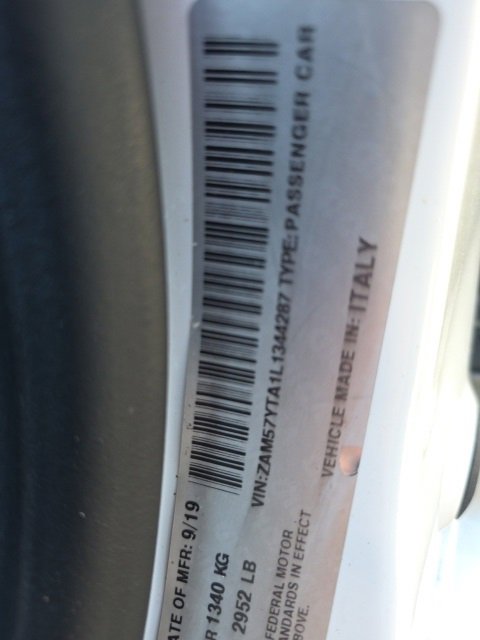 ATE OF MFR: 9/19
R 1340 KG
2952 LB
VIN:ZAM57YTA1L1344287 TYPE:PASSENGER CAR
FEDERAL MOTOR
NDARDS IN EFFECT
BOVE.
VEHICLE MADE IN: ITALY